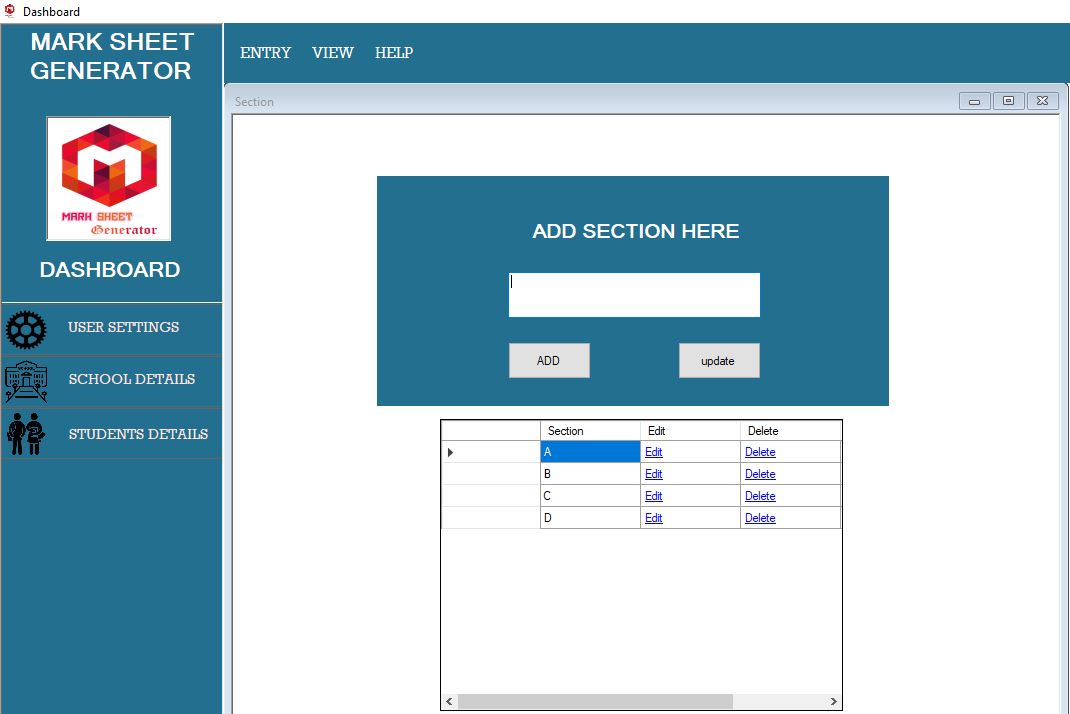 Dashboard
MARK SHEET
GENERATOR
MARK SHEET
Generator
DASHBOARD
USER SETTINGS
SCHOOL DETAILS
STUDENTS DETAILS
ENTRY VIEW HELP
Section
ADD SECTION HERE
ADD update
Section Edit Delete
A Edit Delete
B Edit Delete
C Edit Delete
D Edit Delete